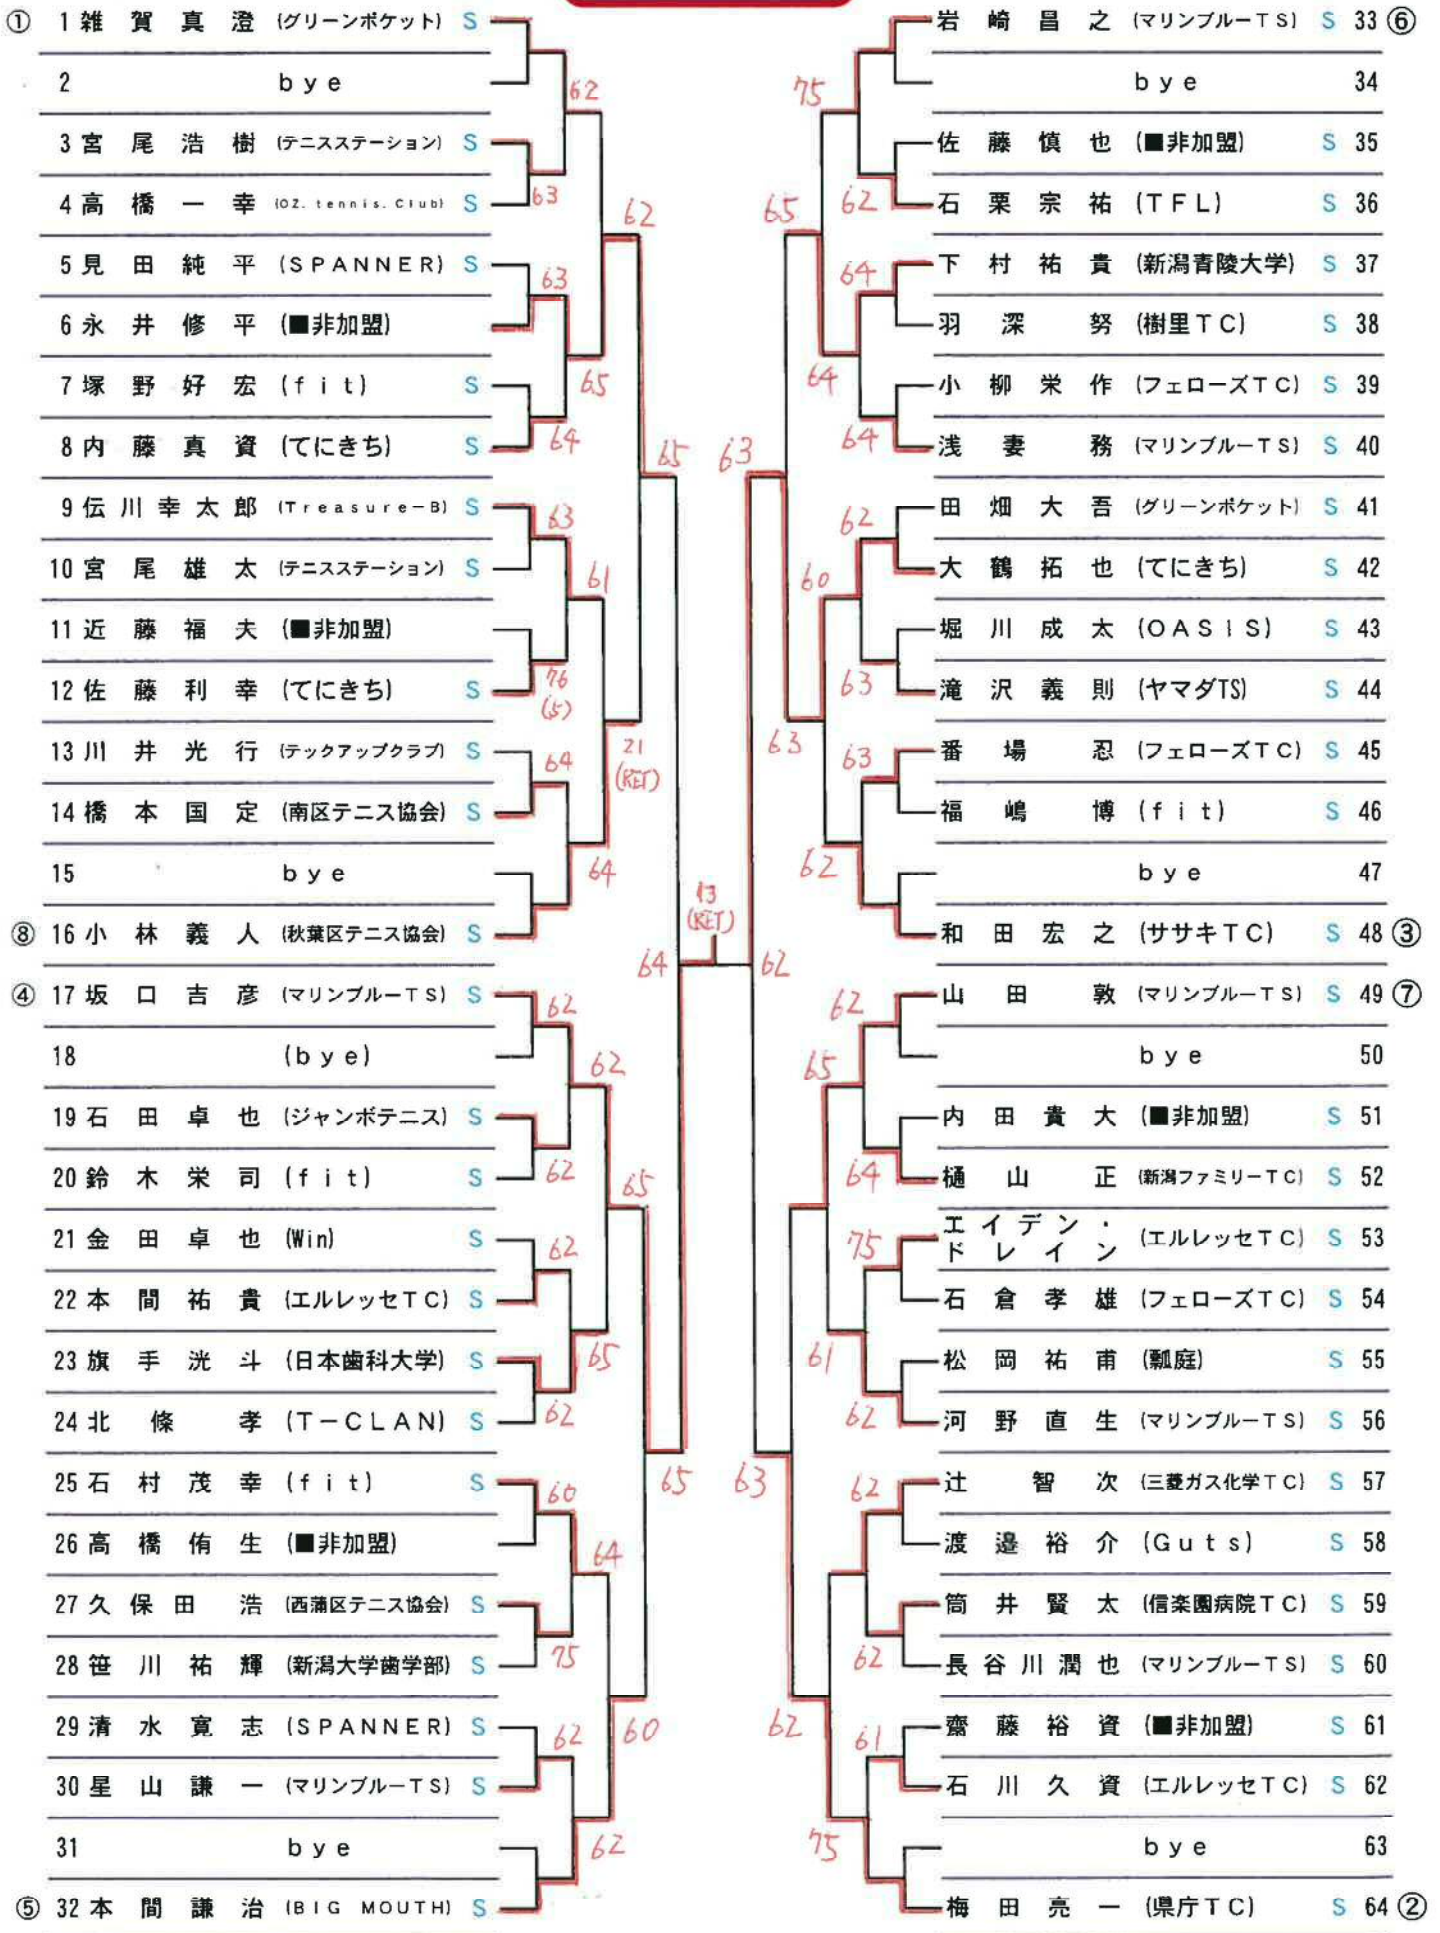 ① 1 雑賀真澄 (グリーンポケット) S
2 bye
62
3 宮尾浩樹 (テニスステーション) S
4 高橋一幸 (OZ. tennis. Club) S
63
62
5 見田純平 (SPANNER) S
63
6 永井修平 (■非加盟)
7 塚野好宏 (fit) S
65
8 内藤真資 (てにきち) S
64
65
9 伝川幸太郎 (Treasure-B) S
63
10 宮尾雄太 (テニスステーション) S
61
11 近藤福夫 (■非加盟)
12 佐藤利幸 (てにきち) S
76
(5)
13 川井光行 (テックアップクラブ) S
64
21
(RET)
14 橋本国定 (南区テニス協会) S
15 bye
64
⑧ 16 小林義人 (秋葉区テニス協会) S
64
④ 17 坂口吉彦 (マリンブルーTS) S
62
18 (bye)
62
19 石田卓也 (ジャンボテニス) S
20 鈴木栄司 (fit) S
62
65
21 金田卓也 (Win) S
62
22 本間祐貴 (エルレッセTC) S
23 旗手洸斗 (日本歯科大学) S
65
24 北條孝 (T-CLAN) S
62
25 石村茂幸 (fit) S
60
65
26 高橋侑生 (■非加盟)
64
27 久保田浩 (西蒲区テニス協会) S
28 笹川祐輝 (新潟大学歯学部) S
75
29 清水寛志 (SPANNER) S
62
60
30 星山謙一 (マリンブルーTS) S
31 bye
62
⑤ 32 本間謙治 (BIG MOUTH) S
13
(RET)
岩崎昌之 (マリンブルーTS) S 33 ⑥
75
bye 34
佐藤慎也 (■非加盟) S 35
62
石栗宗祐 (TFL) S 36
65
下村祐貴 (新潟青陵大学) S 37
64
羽深努 (樹里TC) S 38
64
小柳栄作 (フェローズTC) S 39
64
浅妻務 (マリンブルーTS) S 40
63
田畑大吾 (グリーンポケット) S 41
62
大鶴拓也 (てにきち) S 42
60
堀川成太 (OASIS) S 43
63
滝沢義則 (ヤマダTS) S 44
63
番場忍 (フェローズTC) S 45
63
福嶋博 (fit) S 46
62
bye 47
和田宏之 (ササキTC) S 48 ③
62
山田敦 (マリンブルーTS) S 49 ⑦
62
bye 50
65
内田貴大 (■非加盟) S 51
64
樋山正 (新潟ファミリーTC) S 52
エイデン・
ドレイン (エルレッセTC) S 53
75
石倉孝雄 (フェローズTC) S 54
61
松岡祐甫 (瓢庭) S 55
62
河野直生 (マリンブルーTS) S 56
63
辻智次 (三菱ガス化学TC) S 57
62
渡邉裕介 (Guts) S 58
筒井賢太 (信楽園病院TC) S 59
62
長谷川潤也 (マリンブルーTS) S 60
62
齋藤裕資 (■非加盟) S 61
61
石川久資 (エルレッセTC) S 62
75
bye 63
梅田亮一 (県庁TC) S 64 ②